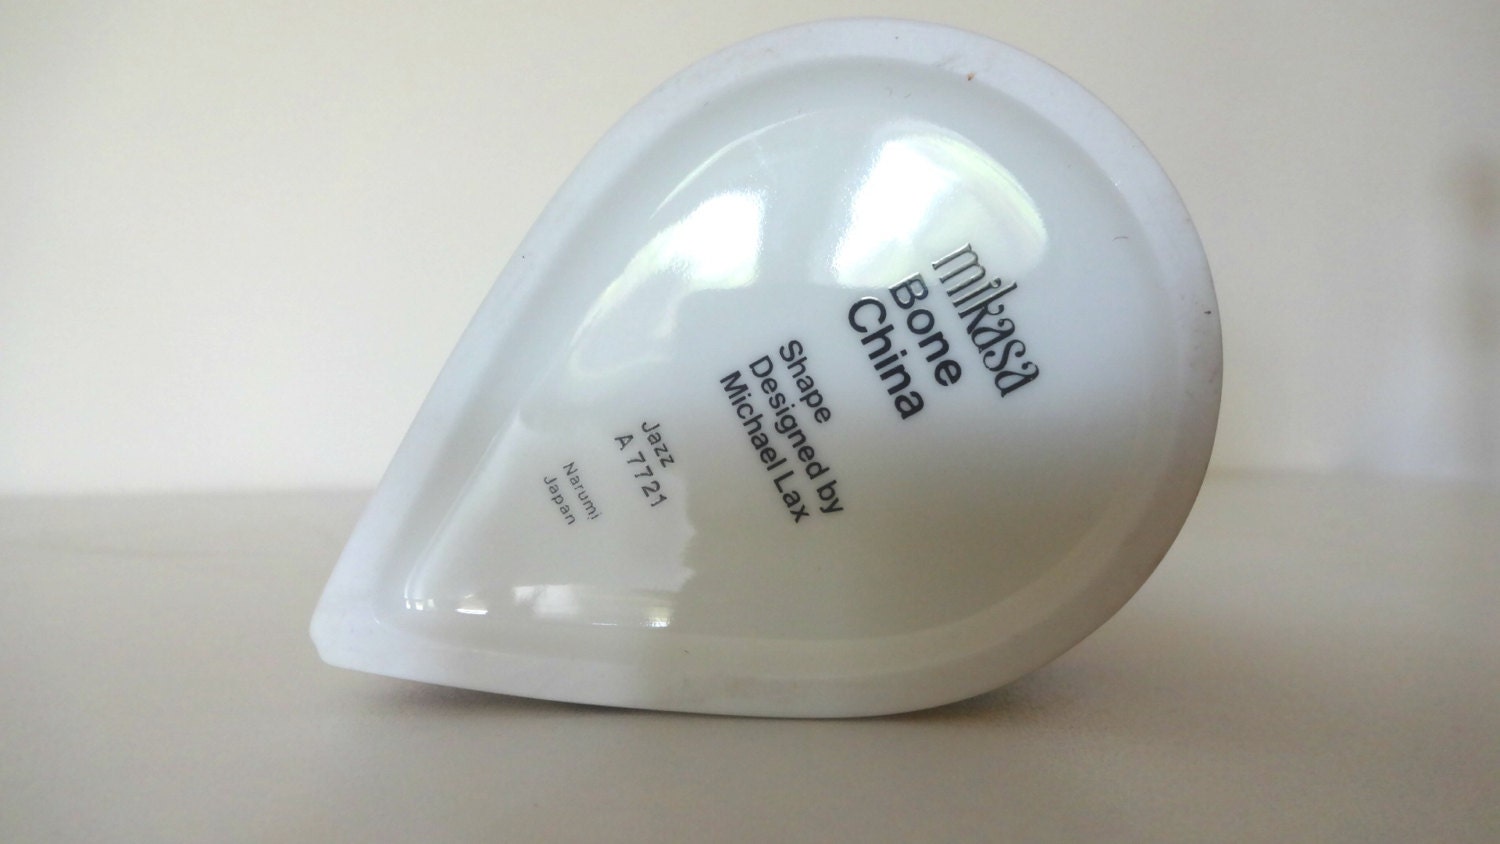 mikasa
Bone
China
Shape
Designed by
Michael Lax
Jazz
A 7721
Narumi
Japan